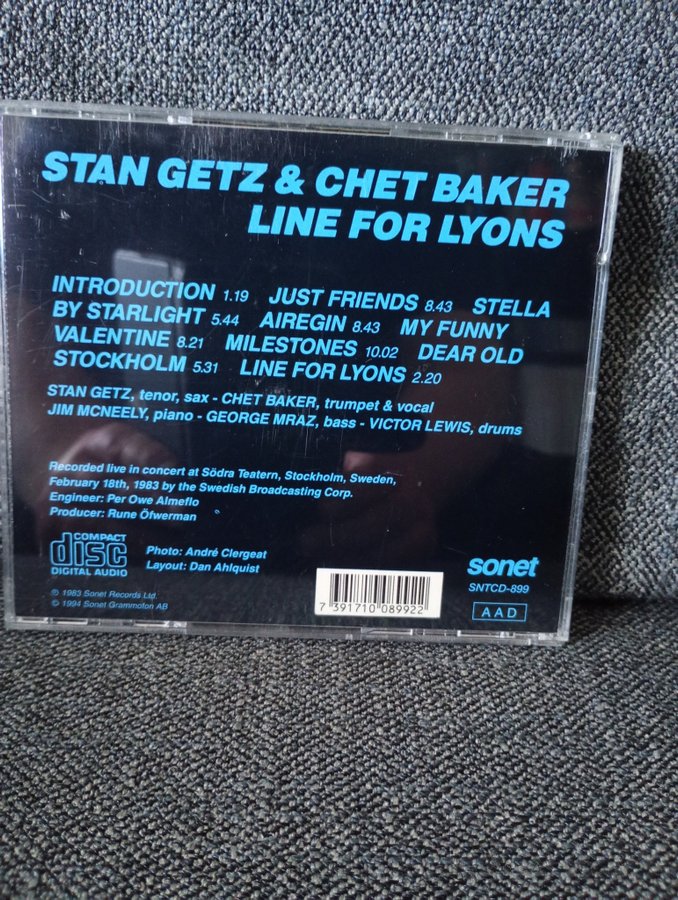 STAN GETZ & CHET BAKER
LINE FOR LYONS
INTRODUCTION 1.19 JUST FRIENDS 8.43 STELLA
BY STARLIGHT 5.44 AIREGIN 8.43 MY FUNNY
VALENTINE 8.21 MILESTONES 10.02 DEAR OLD
STOCKHOLM 5.31 LINE FOR LYONS 2.20
STAN GETZ, tenor, sax - CHET BAKER, trumpet & vocal
JIM MCNEELY, piano - GEORGE MRAZ, bass - VICTOR LEWIS, drums
Recorded live in concert at Södra Teatern, Stockholm, Sweden,
February 18th, 1983 by the Swedish Broadcasting Corp.
Engineer: Per Owe Almeflo
Producer: Rune Öfwerman
COMPACT
disc
DIGITAL AUDIO
Photo: André Clergeat
Layout: Dan Ahlquist
℗ 1983 Sonet Records Ltd.
© 1994 Sonet Grammofon AB
7 391710 089922
sonet
SNTCD-899
AAD